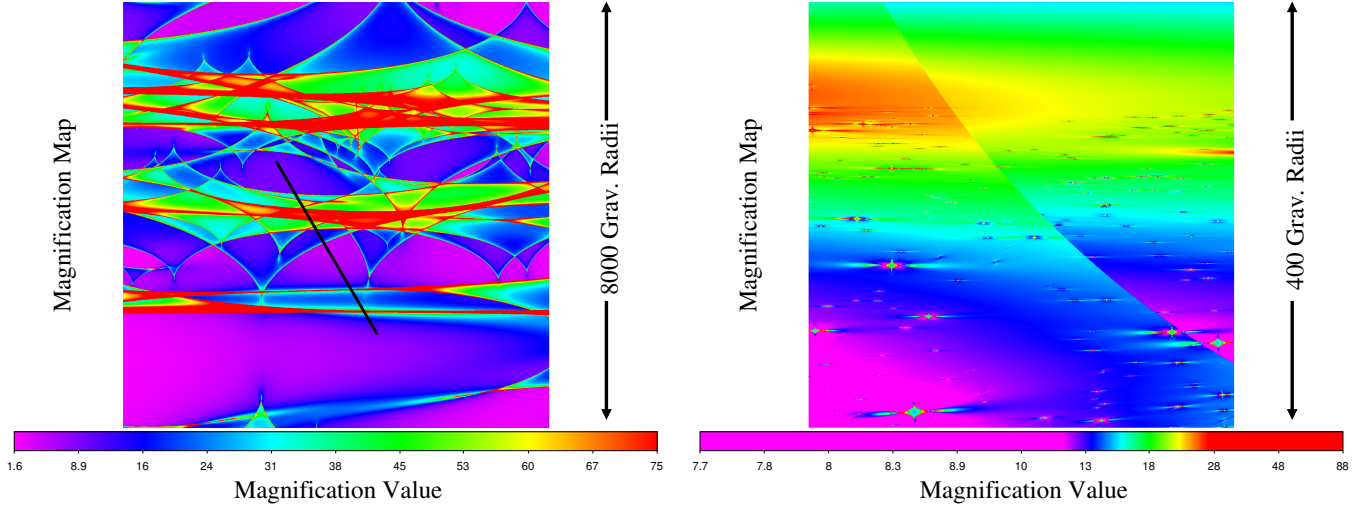 Magnification Map
8000 Grav. Radii
1.6 8.9 16 24 31 38 45 53 60 67 75
Magnification Value
Magnification Map
400 Grav. Radii
7.7 7.8 8 8.3 8.9 10 13 18 28 48 88
Magnification Value